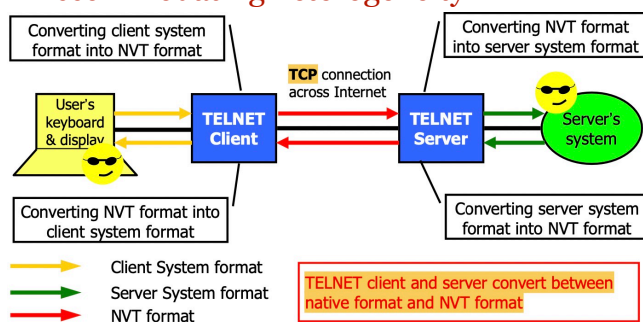 Converting client system
format into NVT format
Converting NVT format
into server system format
TCP connection
across Internet
User's
keyboard
& display
TELNET
Client
TELNET
Server
Server's
system
Converting NVT format into
client system format
Converting server system
format into NVT format
Client System format
Server System format
NVT format
TELNET client and server convert between
native format and NVT format